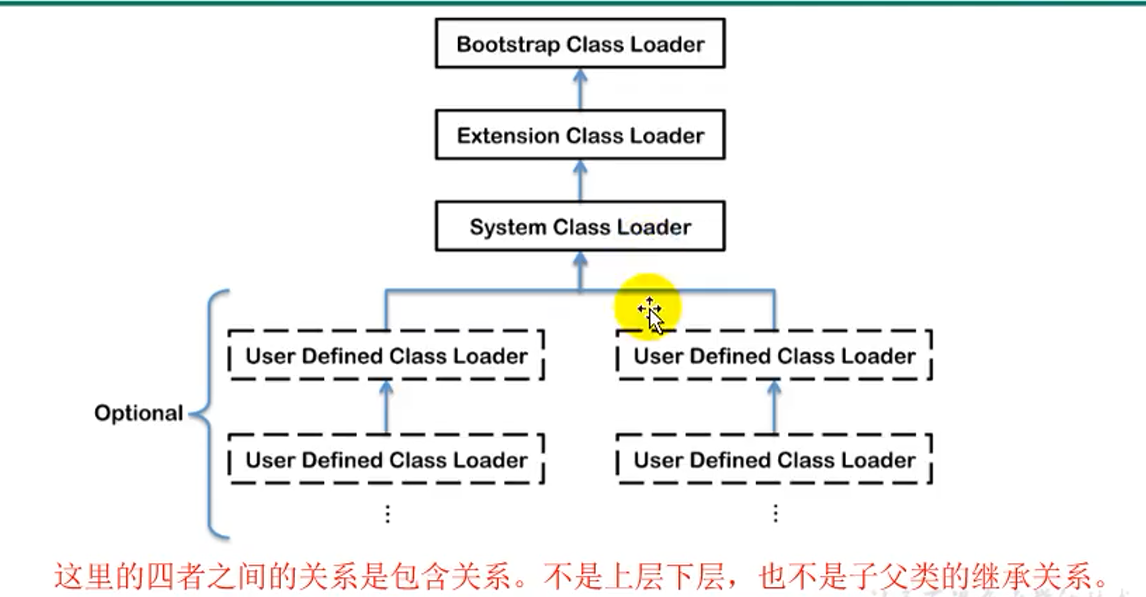 Bootstrap Class Loader
Extension Class Loader
System Class Loader
User Defined Class Loader
User Defined Class Loader
Optional
User Defined Class Loader
User Defined Class Loader
这里的四者之间的关系是包含关系。不是上层下层，也不是子父类的继承关系。